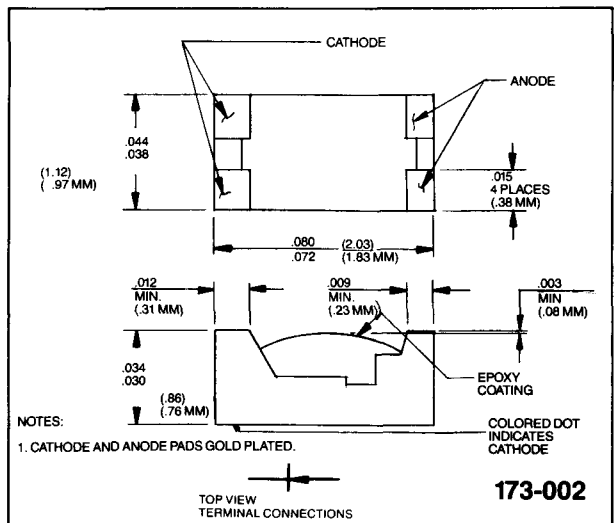 CATHODE
ANODE
.044
.038
(1.12)
( .97 MM)
.015
4 PLACES
(.38 MM)
.080 (2.03)
.072 (1.83 MM)
.012
MIN.
(.31 MM)
.009
MIN.
(.23 MM)
.003
MIN
(.08 MM)
.034
.030
(.86)
(.76 MM)
EPOXY
COATING
NOTES:
1. CATHODE AND ANODE PADS GOLD PLATED.
COLORED DOT
INDICATES
CATHODE
TOP VIEW
TERMINAL CONNECTIONS
173-002